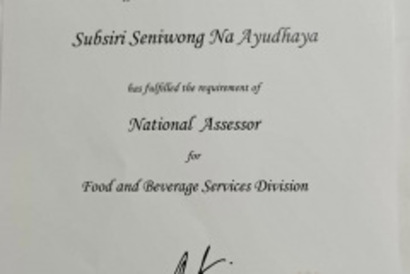 Subsiri Seniwong Na Ayudhaya
has fulfilled the requirement of
National Assessor
for
Food and Beverage Services Division